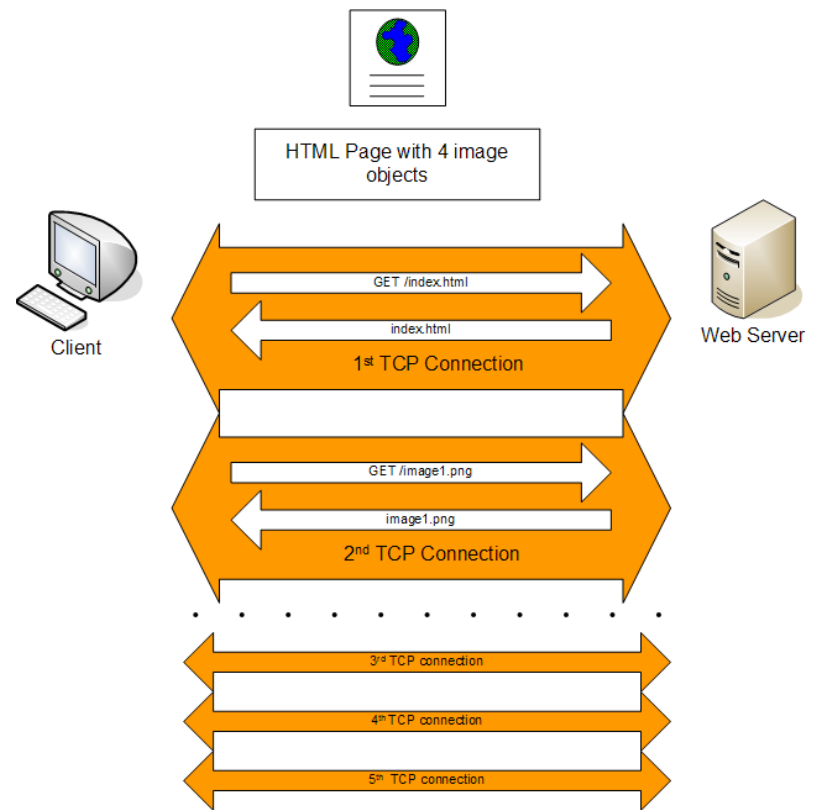 HTML Page with 4 image
objects
Client
Web Server
GET /index.html
index.html
1st TCP Connection
GET /image1.png
image1.png
2nd TCP Connection
3rd TCP connection
4th TCP connection
5th TCP connection